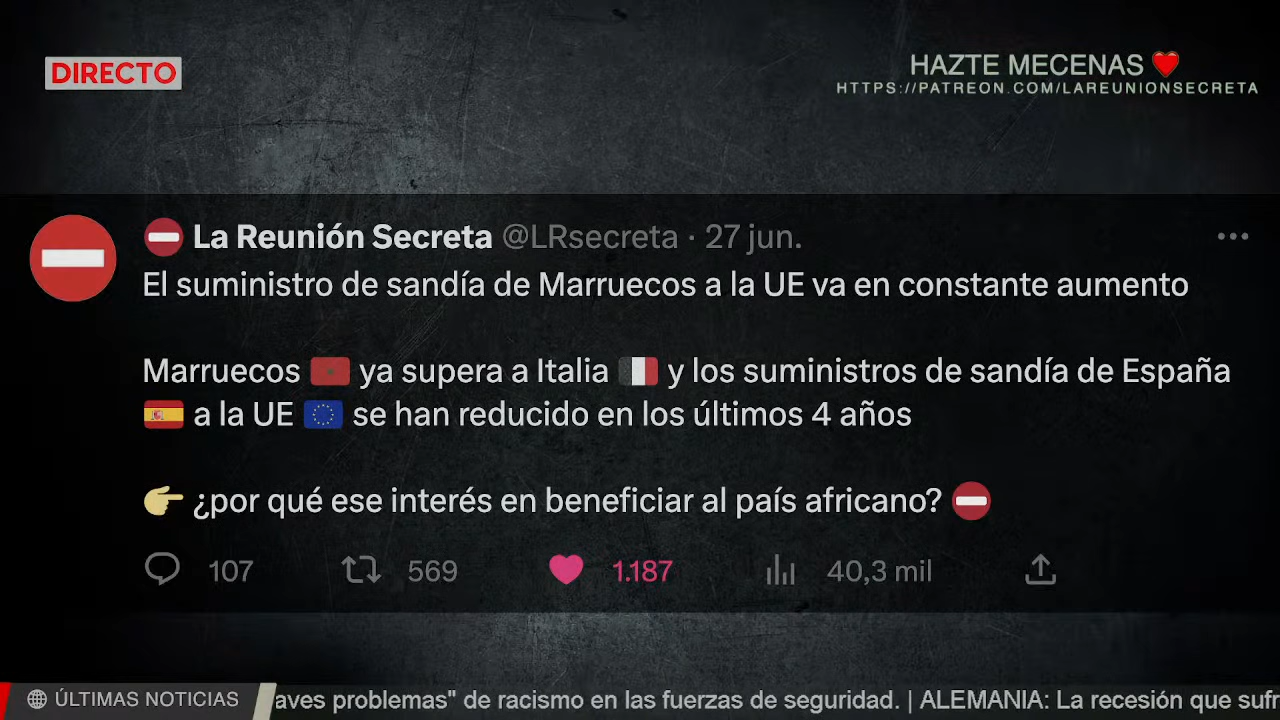 DIRECTO
HAZTE MECENAS ❤️
HTTPS://PATREON.COM/LAREUNIONSECRETA
⛔ La Reunión Secreta @LRsecreta · 27 jun.
El suministro de sandía de Marruecos a la UE va en constante aumento
Marruecos 🇲🇦 ya supera a Italia 🇮🇹 y los suministros de sandía de España
🇪🇸 a la UE 🇪🇺 se han reducido en los últimos 4 años
👉 ¿por qué ese interés en beneficiar al país africano? ⛔
107 569 1.187 40,3 mil
ÚLTIMAS NOTICIAS
aves problemas" de racismo en las fuerzas de seguridad. | ALEMANIA: La recesión que sufr